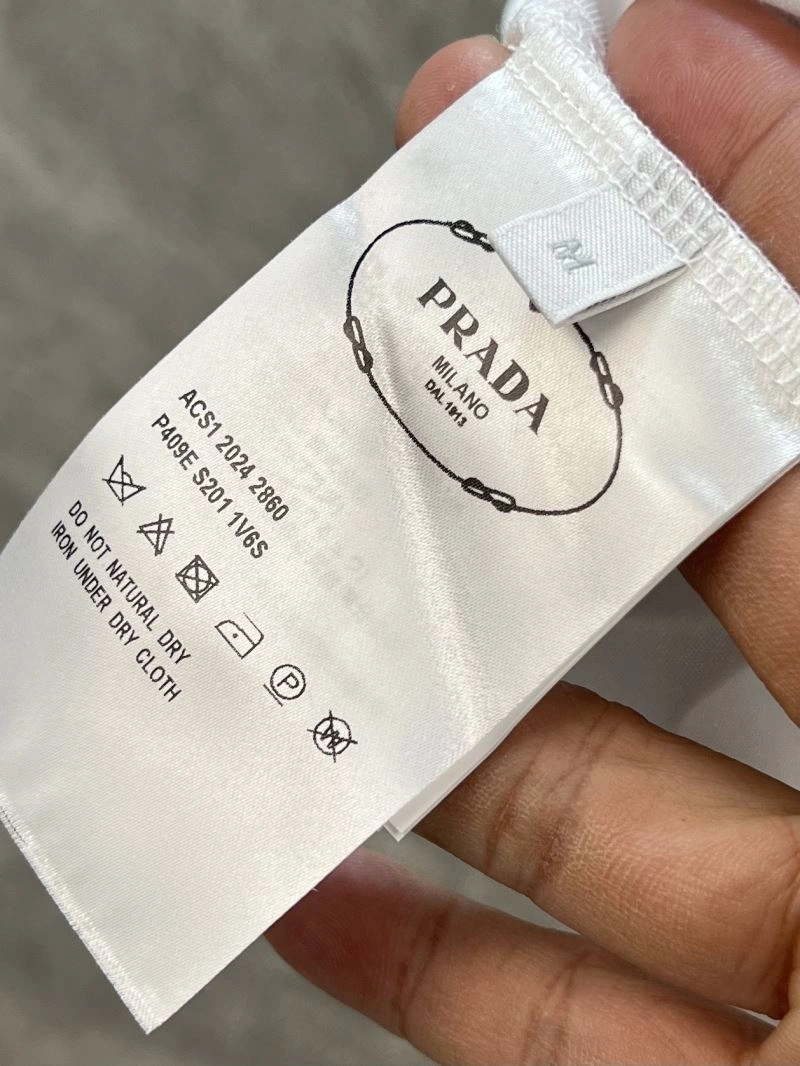 M
PRADA
MILANO
DAL 1913
ACS1 2024 2860
P409E S201 1V6S
P
W
DO NOT NATURAL DRY
IRON UNDER DRY CLOTH